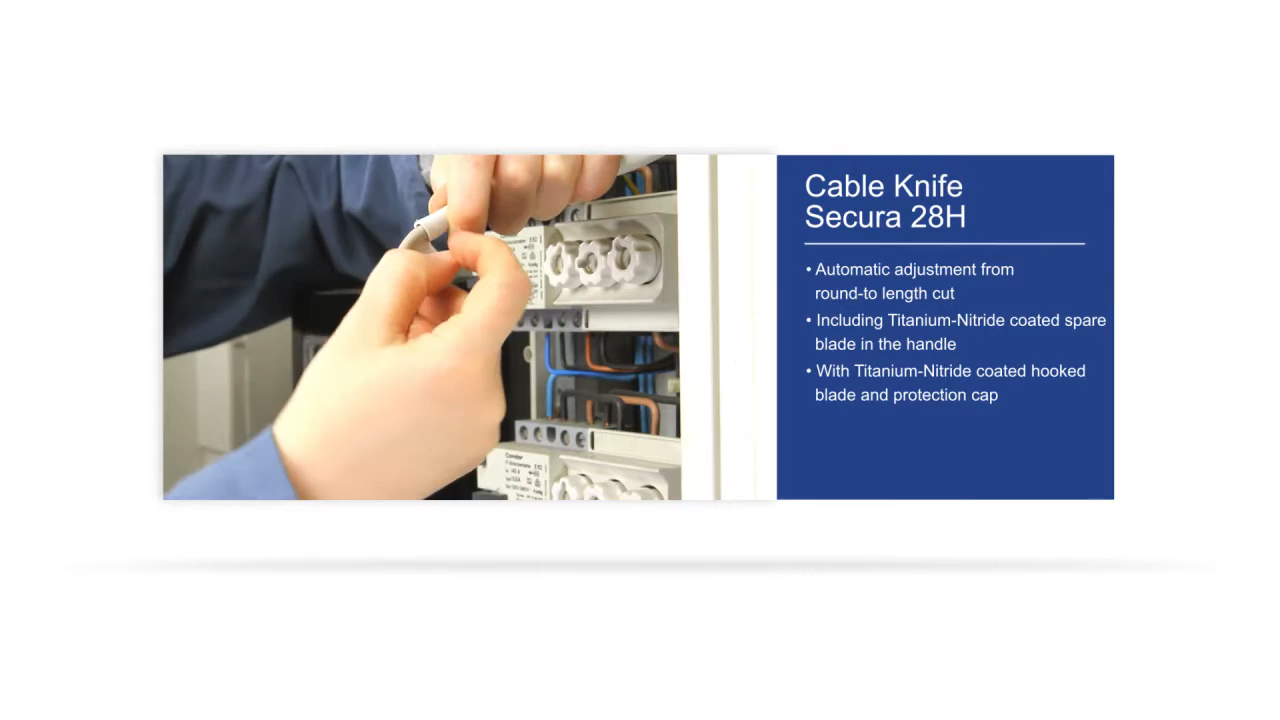 Cable Knife
Secura 28H
• Automatic adjustment from
round-to length cut
• Including Titanium-Nitride coated spare
blade in the handle
• With Titanium-Nitride coated hooked
blade and protection cap
Condor